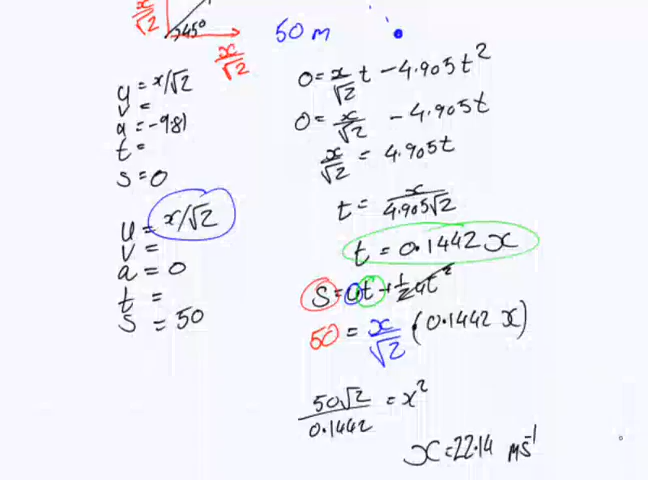 x/√2
45°
x/√2
50 m
u = x/√2
v =
a = -9.81
t =
s = 0
u = x/√2
v =
a = 0
t =
s = 50
0 = x/√2 t - 4.905t²
0 = x/√2 - 4.905t
x/√2 = 4.905t
t = x/4.905√2
t = 0.1442x
S = ut + 1/2at²
50 = x/√2 (0.1442x)
50√2/0.1442 = x²
x = 22.14 ms⁻¹